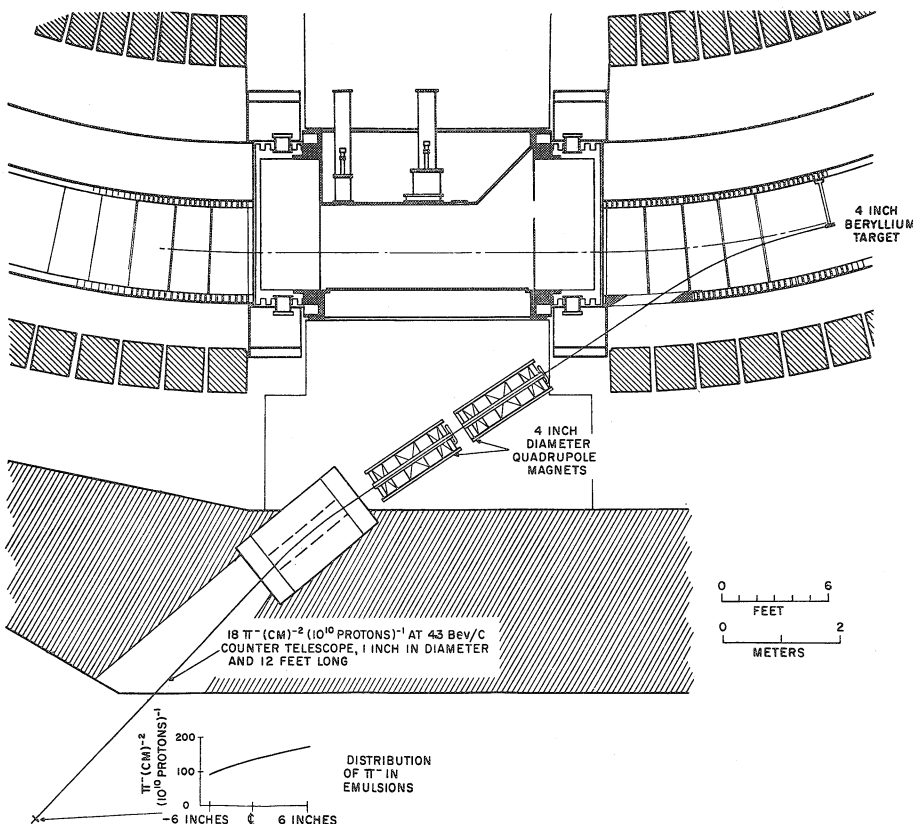 4 INCH
BERYLLIUM
TARGET
4 INCH
DIAMETER
QUADRUPOLE
MAGNETS
0 6
FEET
0 2
METERS
18 π⁻(CM)⁻² (10¹⁰ PROTONS)⁻¹ AT 4.3 BeV/C
COUNTER TELESCOPE, 1 INCH IN DIAMETER
AND 12 FEET LONG
π⁻(CM)⁻²
(10¹⁰ PROTONS)⁻¹
200
100
0
-6 INCHES ℄ 6 INCHES
DISTRIBUTION
OF π⁻ IN
EMULSIONS